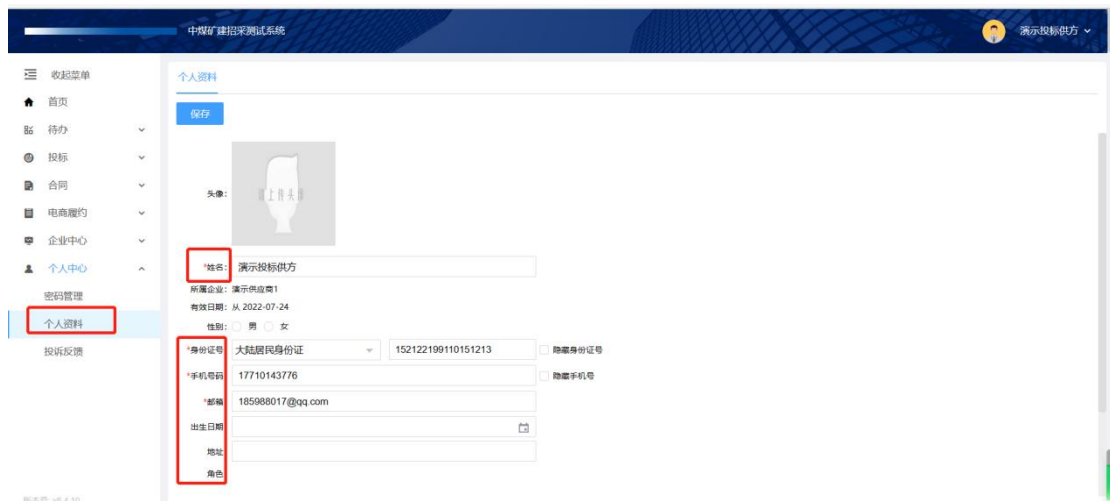 中煤矿建招采测试系统
演示投标供方
收起菜单
个人资料
首页
保存
待办
投标
合同
头像:
请上传头像
电商履约
企业中心
个人中心
*姓名: 演示投标供方
密码管理
所属企业: 演示供应商1
有效日期: 从 2022-07-24
个人资料
性别: 男 女
投诉反馈
*身份证号 大陆居民身份证 152122199110151213 隐藏身份证号
*手机号码 17710143776 隐藏手机号
*邮箱 185988017@qq.com
出生日期
地址
角色